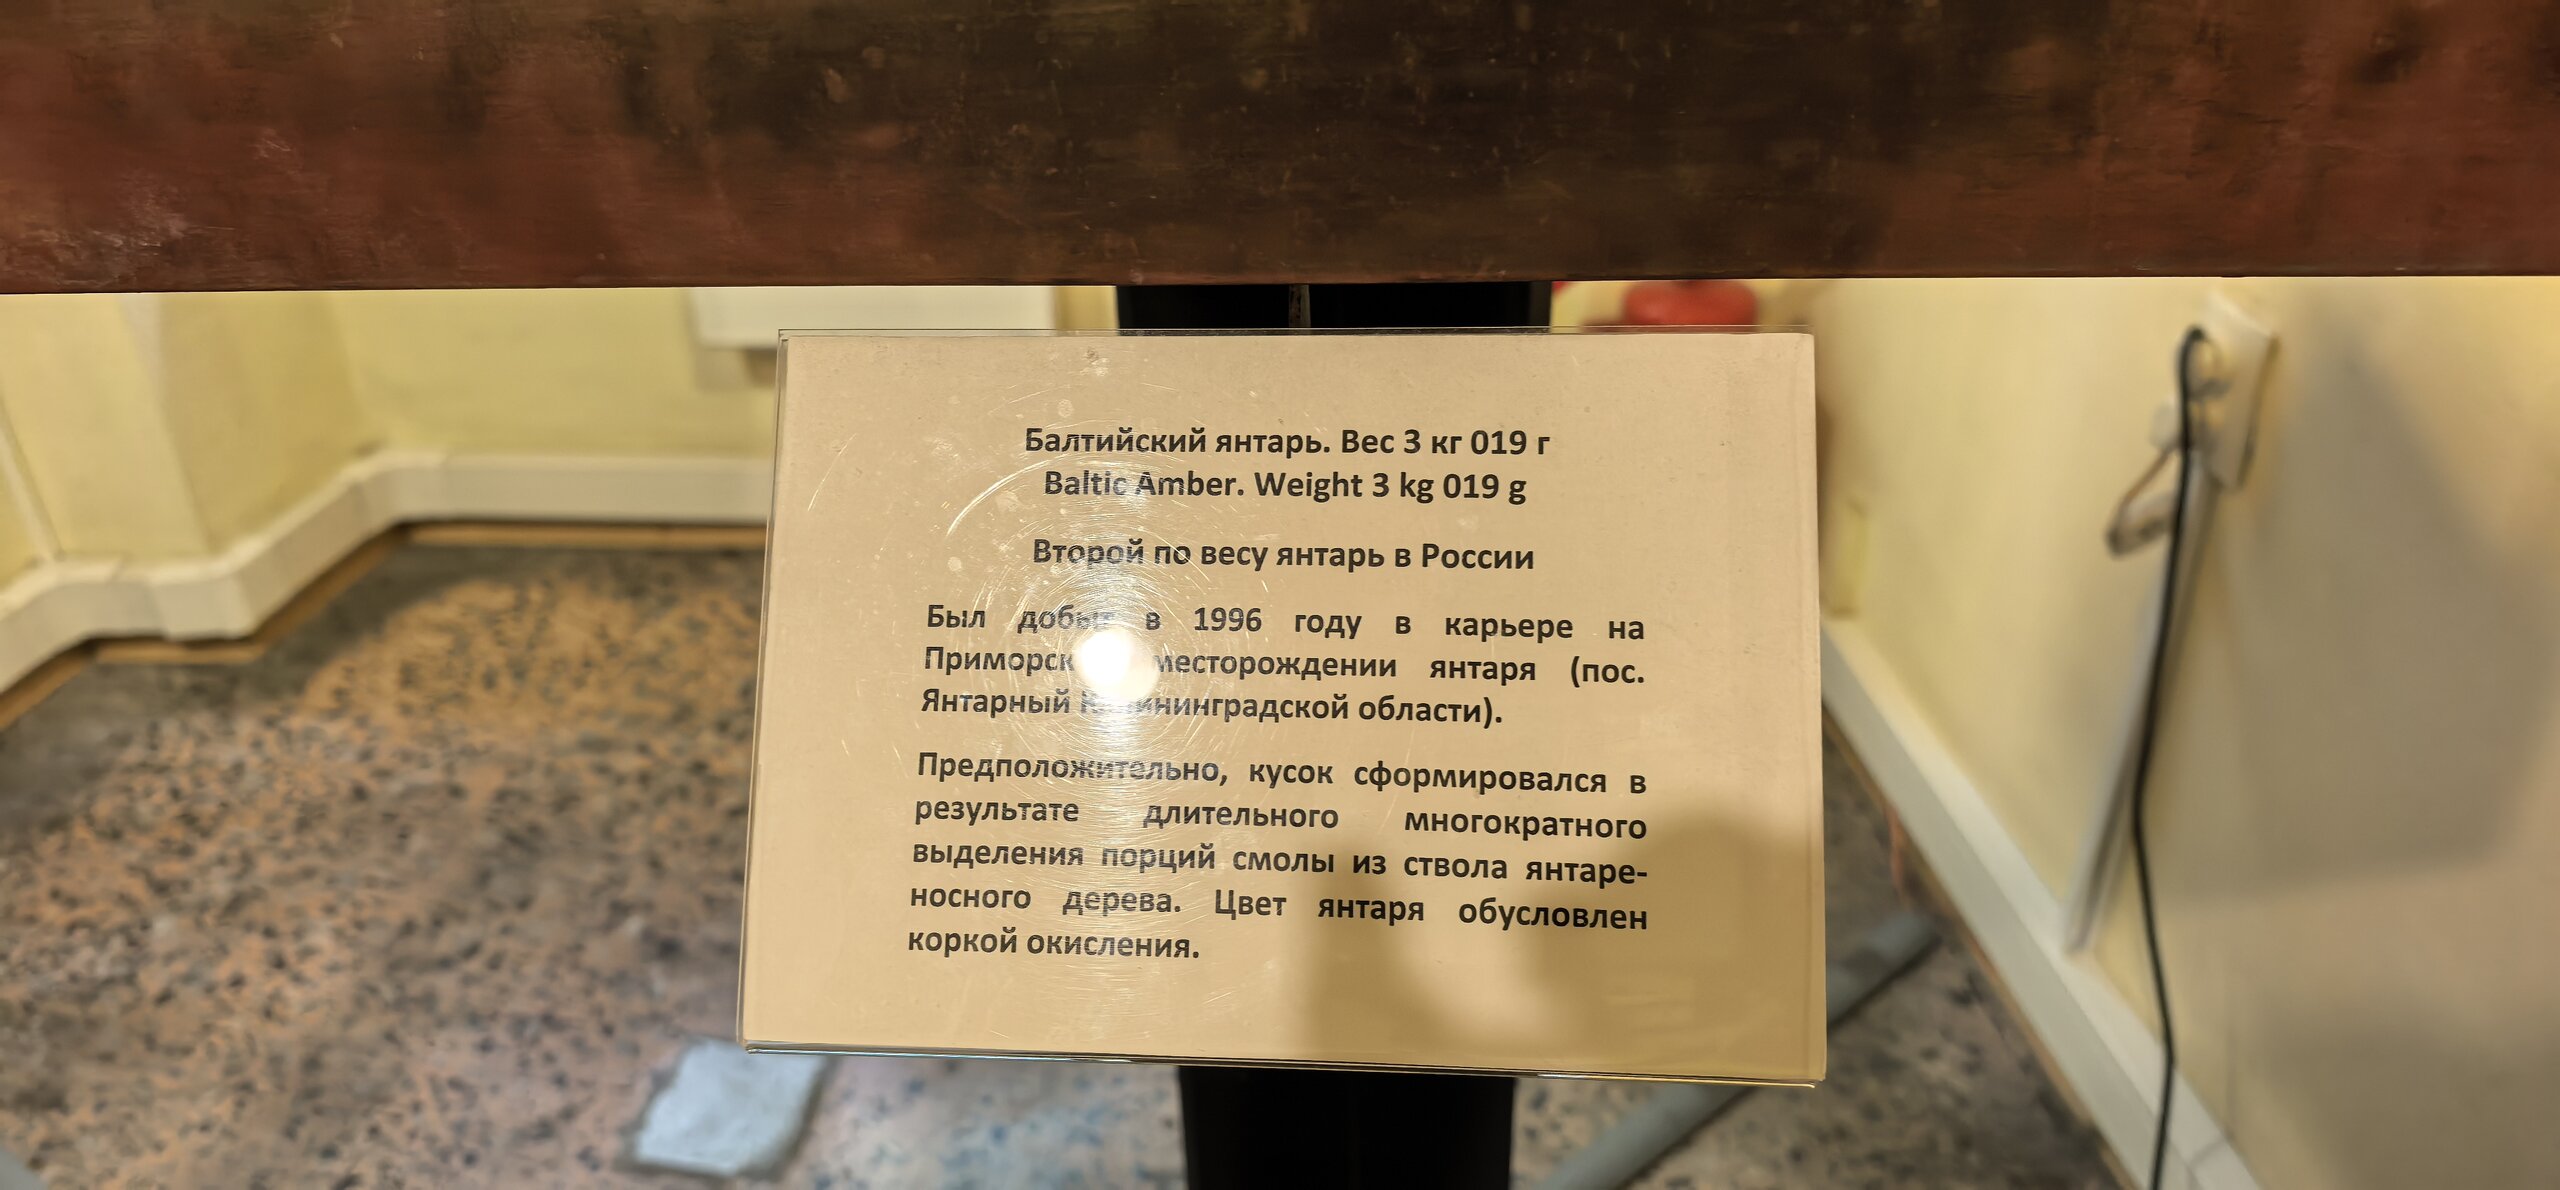 Балтийский янтарь. Вес 3 кг 019 г
Baltic Amber. Weight 3 kg 019 g
Второй по весу янтарь в России
Был добыт в 1996 году в карьере на
месторождении янтаря (пос.
Янтарный Калининградской области).
Предположительно, кусок сформировался в
результате длительного многократного
выделения порций смолы из ствола янтаре-
носного дерева. Цвет янтаря обусловлен
коркой окисления.